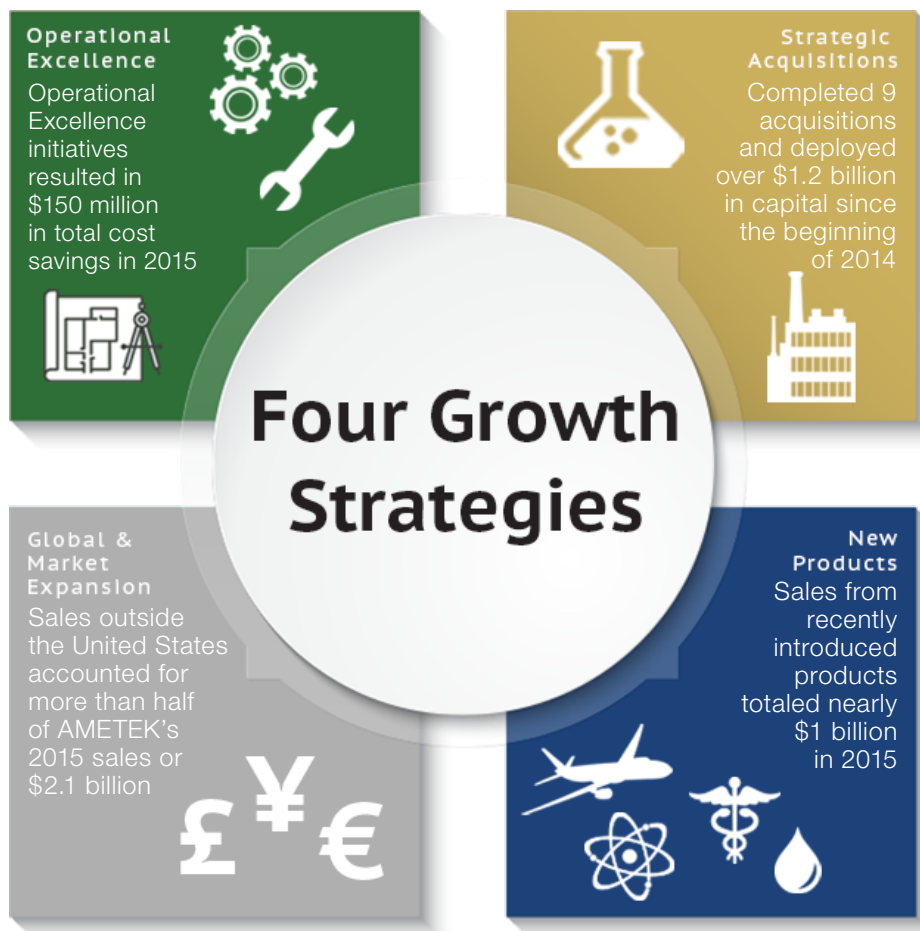 Operational
Excellence
Operational
Excellence
initiatives
resulted in
$150 million
in total cost
savings in 2015
Strategic
Acquisitions
Completed 9
acquisitions
and deployed
over $1.2 billion
in capital since
the beginning
of 2014
Four Growth
Strategies
Global &
Market
Expansion
Sales outside
the United States
accounted for
more than half
of AMETEK’s
2015 sales or
$2.1 billion
£ ¥ €
New
Products
Sales from
recently
introduced
products
totaled nearly
$1 billion
in 2015